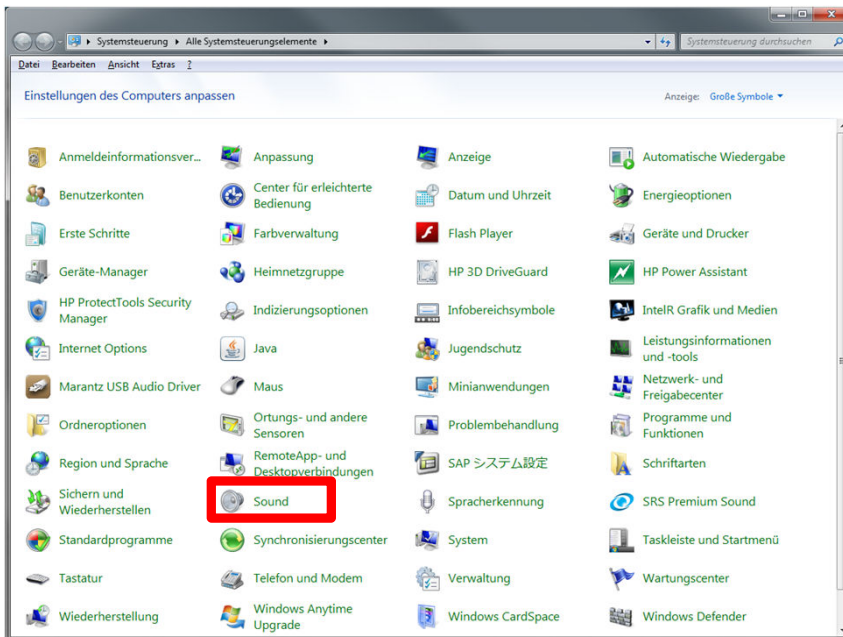 Systemsteuerung Alle Systemsteuerungselemente
Systemsteuerung durchsuchen
Datei Bearbeiten Ansicht Extras ?
Einstellungen des Computers anpassen
Anzeige: Große Symbole
Anmeldeinformationsver...
Anpassung
Anzeige
Automatische Wiedergabe
Benutzerkonten
Center für erleichterte
Bedienung
Datum und Uhrzeit
Energieoptionen
Erste Schritte
Farbverwaltung
Flash Player
Geräte und Drucker
Geräte-Manager
Heimnetzgruppe
HP 3D DriveGuard
HP Power Assistant
HP ProtectTools Security
Manager
Indizierungsoptionen
Infobereichsymbole
IntelR Grafik und Medien
Internet Options
Java
Jugendschutz
Leistungsinformationen
und -tools
Marantz USB Audio Driver
Maus
Minianwendungen
Netzwerk- und
Freigabecenter
Ordneroptionen
Ortungs- und andere
Sensoren
Problembehandlung
Programme und
Funktionen
Region und Sprache
RemoteApp- und
Desktopverbindungen
SAP システム設定
Schriftarten
Sichern und
Wiederherstellen
Sound
Spracherkennung
SRS Premium Sound
Standardprogramme
Synchronisierungscenter
System
Taskleiste und Startmenü
Tastatur
Telefon und Modem
Verwaltung
Wartungscenter
Wiederherstellung
Windows Anytime
Upgrade
Windows CardSpace
Windows Defender